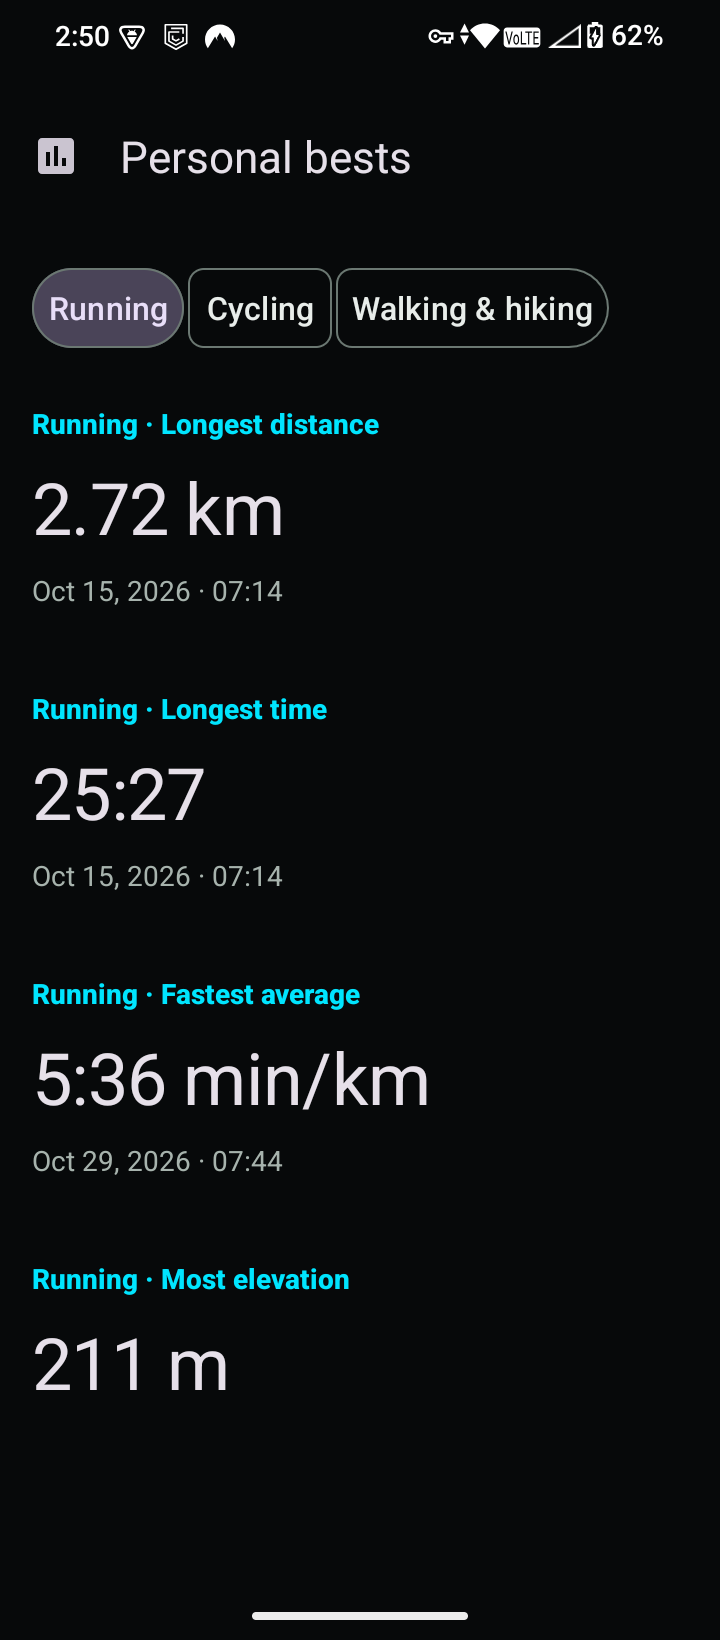 2:50 VoLTE 62%
Personal bests
Running Cycling Walking & hiking
Running · Longest distance
2.72 km
Oct 15, 2026 · 07:14
Running · Longest time
25:27
Oct 15, 2026 · 07:14
Running · Fastest average
5:36 min/km
Oct 29, 2026 · 07:44
Running · Most elevation
211 m